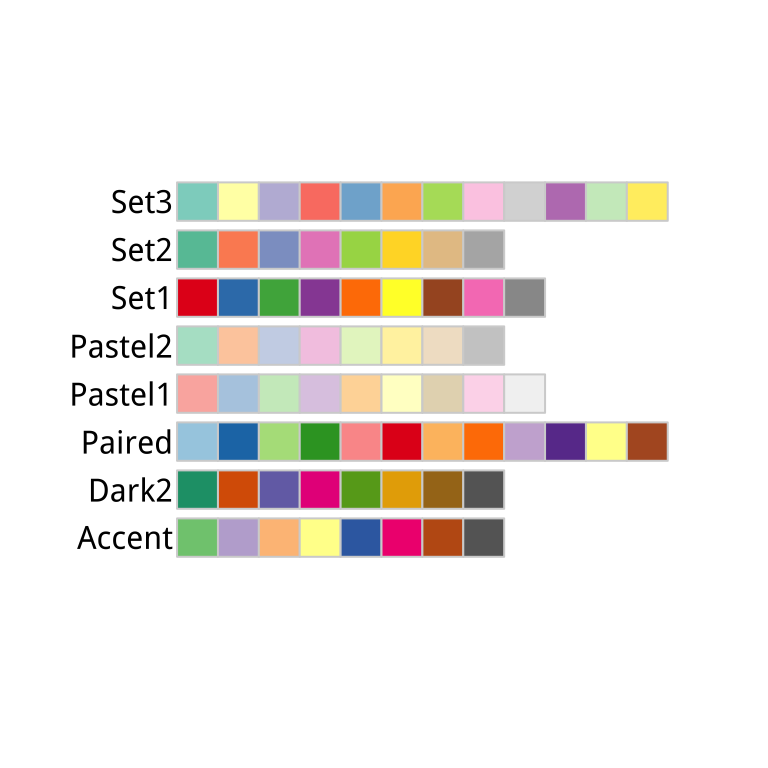 Set3
Set2
Set1
Pastel2
Pastel1
Paired
Dark2
Accent